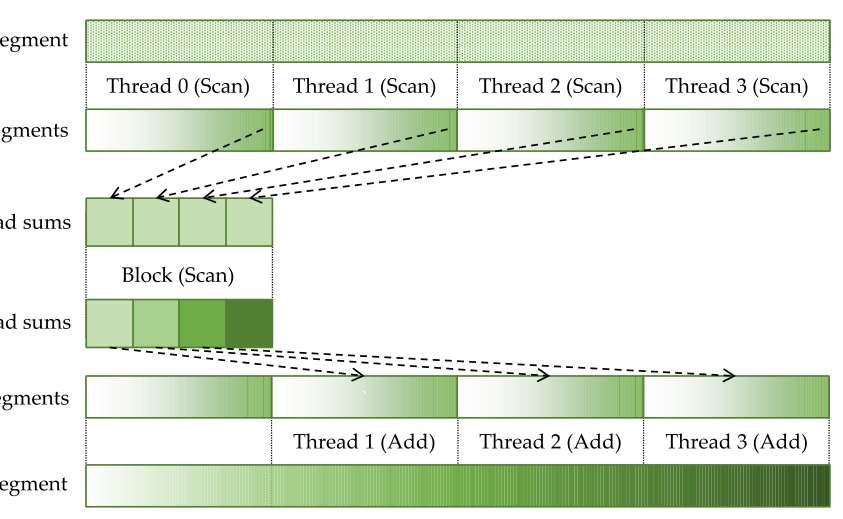 egment
Thread 0 (Scan) Thread 1 (Scan) Thread 2 (Scan) Thread 3 (Scan)
gments
ad sums
Block (Scan)
ad sums
egments
Thread 1 (Add) Thread 2 (Add) Thread 3 (Add)
egment